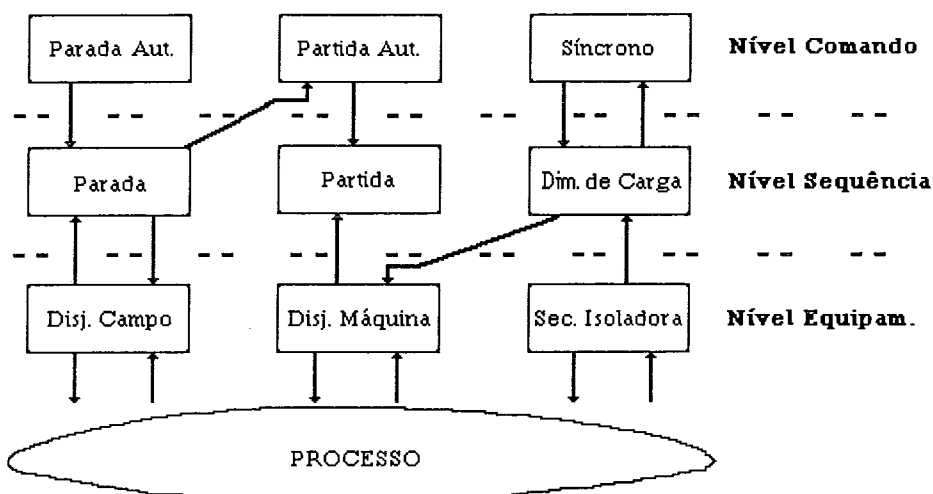 Parada Aut.
Partida Aut.
Síncrono
Nível Comando
Parada
Partida
Dim. de Carga
Nível Sequência
Disj. Campo
Disj. Máquina
Sec. Isoladora
Nível Equipam.
PROCESSO